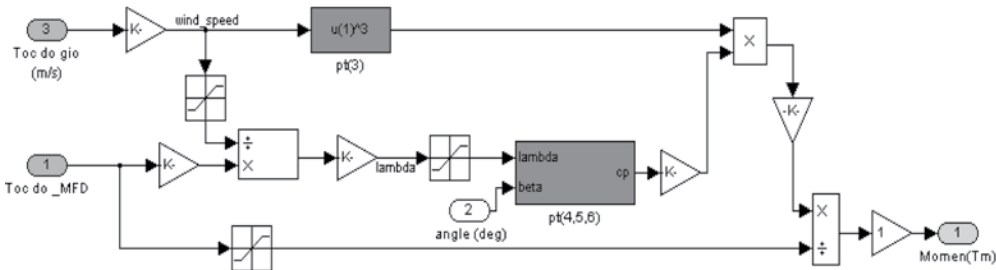 3
Toc do gio
(m/s)
K-
wind_speed
u(1)^3
pt(3)
X
-K-
1
Toc do _MFD
K-
÷
X
K-
lambda
lambda
beta
cp
pt(4,5,6)
K-
2
angle (deg)
X
÷
1
1
Momen(Tm)